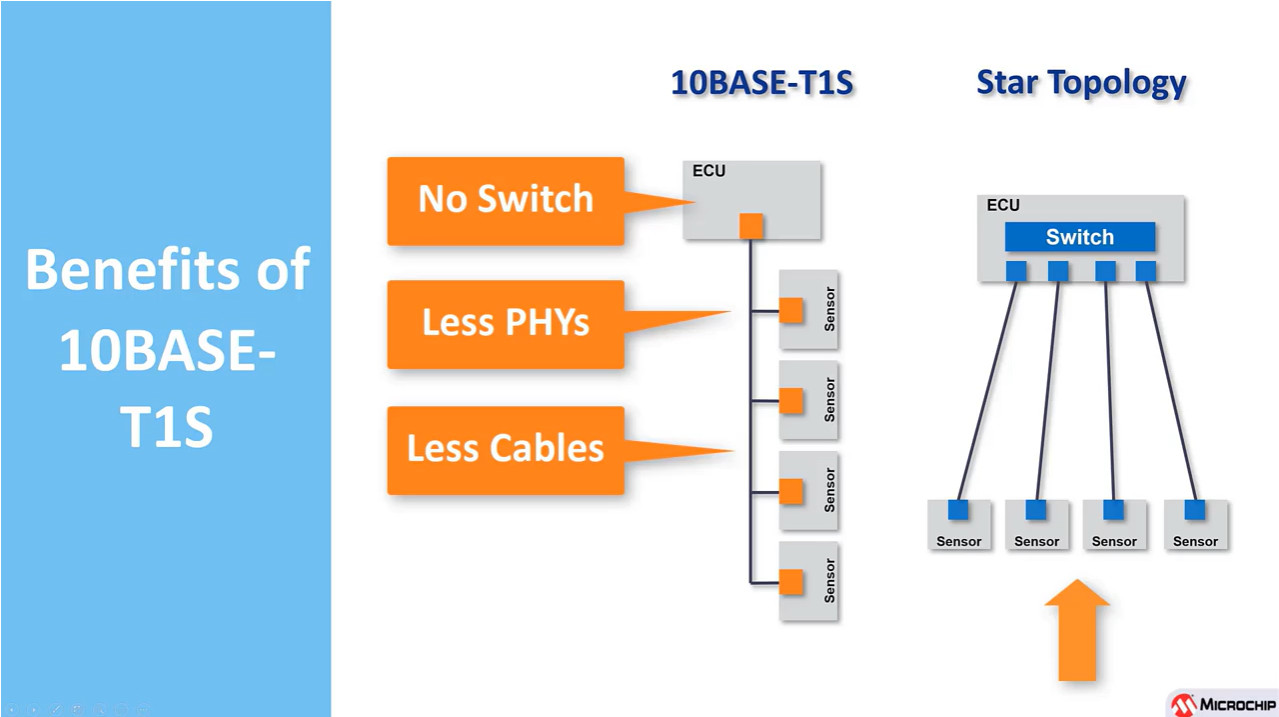 Benefits of
10BASE-
T1S
10BASE-T1S
Star Topology
No Switch
Less PHYs
Less Cables
ECU
Sensor
Sensor
Sensor
Sensor
ECU
Switch
Sensor
Sensor
Sensor
Sensor
MICROCHIP